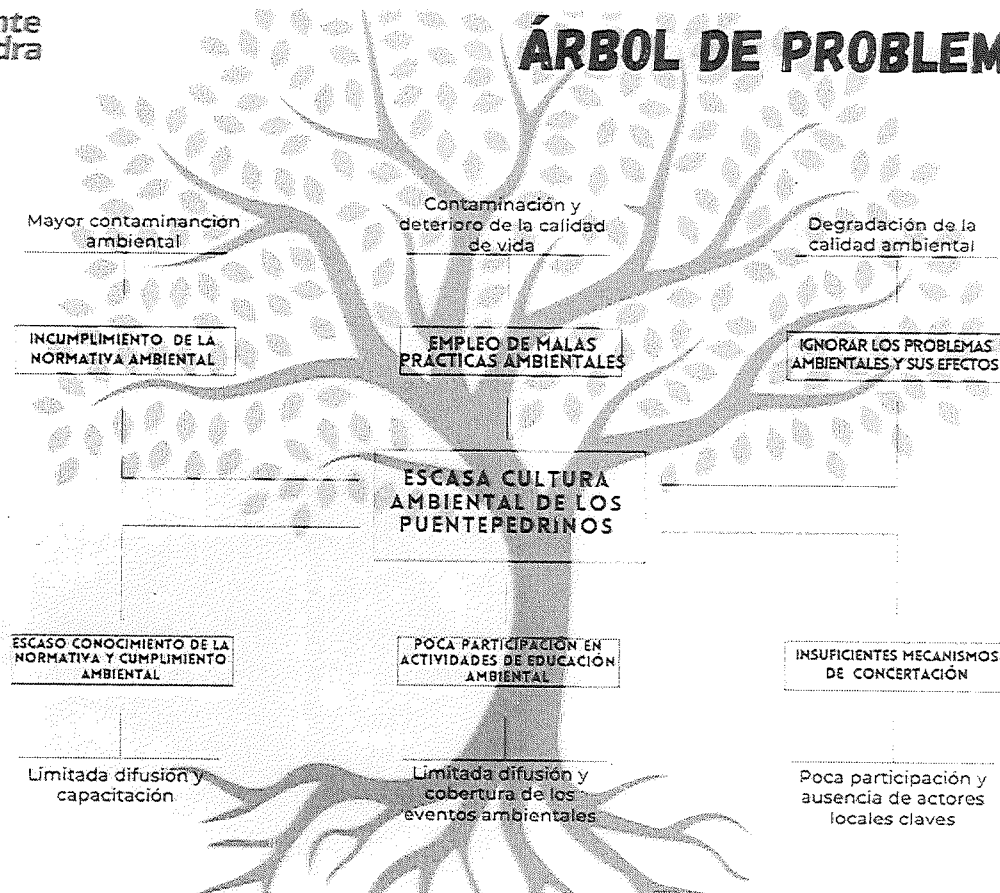 nte
dra
ÁRBOL DE PROBLEM
Mayor contaminanción
ambiental
Contaminación y
deterioro de la calidad
de vida
Degradación de la
calidad ambiental
INCUMPLIMIENTO DE LA
NORMATIVA AMBIENTAL
EMPLEO DE MALAS
PRÁCTICAS AMBIENTALES
IGNORAR LOS PROBLEMAS
AMBIENTALES Y SUS EFECTOS
ESCASA CULTURA
AMBIENTAL DE LOS
PUENTEPEDRINOS
ESCASO CONOCIMIENTO DE LA
NORMATIVA Y CUMPLIMIENTO
AMBIENTAL
POCA PARTICIPACIÓN EN
ACTIVIDADES DE EDUCACIÓN
AMBIENTAL
INSUFICIENTES MECANISMOS
DE CONCERTACIÓN
Limitada difusión y
capacitación
Limitada difusión y
cobertura de los
eventos ambientales
Poca participación y
ausencia de actores
locales claves